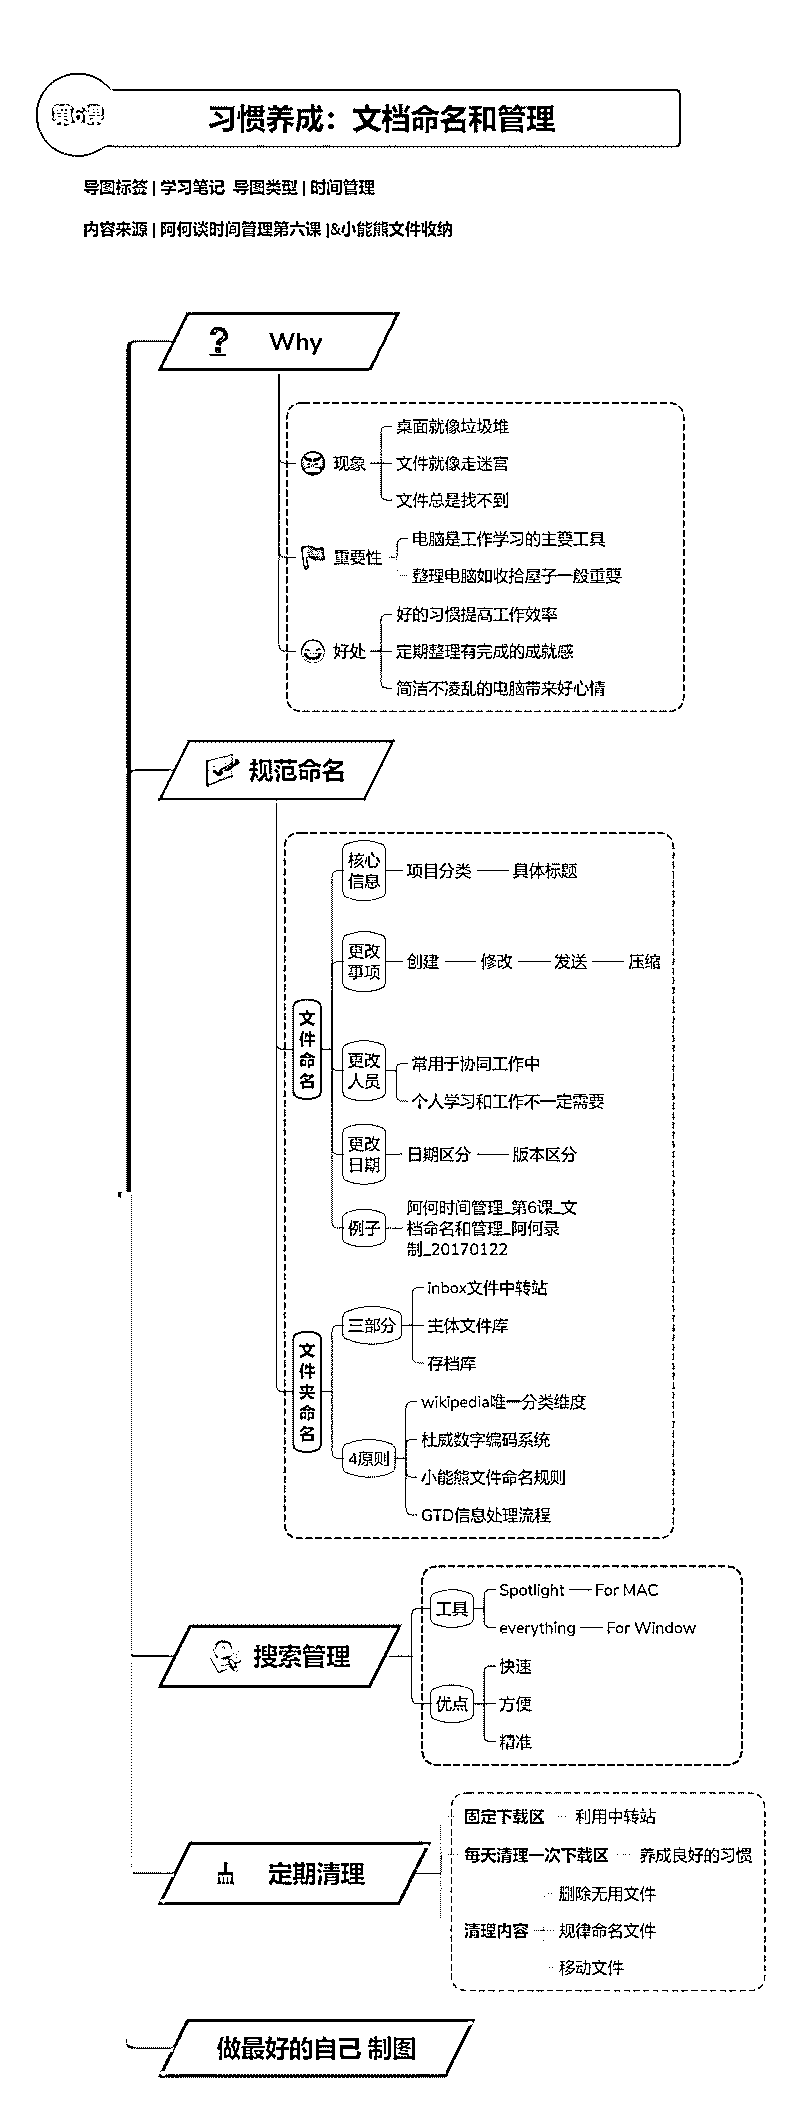 第6课
习惯养成：文档命名和管理
导图标签 | 学习笔记 导图类型 | 时间管理
内容来源 | 阿何谈时间管理第六课 |&小能熊文件收纳
Why
现象
桌面就像垃圾堆
文件就像走迷宫
文件总是找不到
重要性
电脑是工作学习的主要工具
整理电脑如收拾屋子一般重要
好处
好的习惯提高工作效率
定期整理有完成的成就感
简洁不凌乱的电脑带来好心情
规范命名
文件命名
核心
信息
项目分类
具体标题
更改
事项
创建
修改
发送
压缩
更改
人员
常用于协同工作中
个人学习和工作不一定需要
更改
日期
日期区分
版本区分
例子
阿何时间管理_第6课_文
档命名和管理_阿何录
制_20170122
文件夹命名
三部分
inbox文件中转站
主体文件库
存档库
4原则
wikipedia唯一分类维度
杜威数字编码系统
小能熊文件命名规则
GTD信息处理流程
搜索管理
工具
Spotlight
For MAC
everything
For Window
优点
快速
方便
精准
定期清理
固定下载区
利用中转站
每天清理一次下载区
养成良好的习惯
清理内容
删除无用文件
规律命名文件
移动文件
做最好的自己 制图